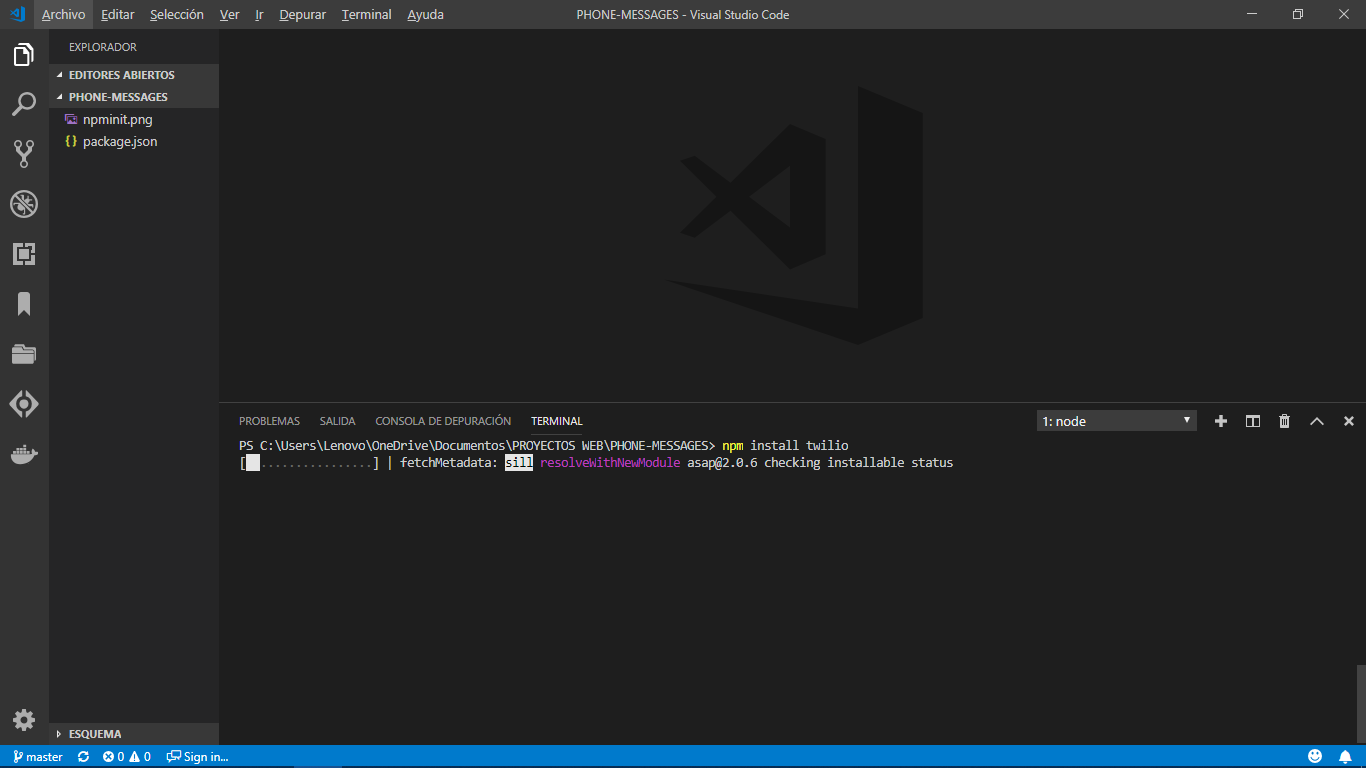 Archivo Editar Selección Ver Ir Depurar Terminal Ayuda PHONE-MESSAGES - Visual Studio Code
EXPLORADOR
EDITORES ABIERTOS
PHONE-MESSAGES
npminit.png
{} package.json
PROBLEMAS SALIDA CONSOLA DE DEPURACIÓN TERMINAL 1: node
PS C:\Users\Lenovo\OneDrive\Documentos\PROYECTOS WEB\PHONE-MESSAGES> npm install twilio
[  ................] | fetchMetadata: sill resolveWithNewModule asap@2.0.6 checking installable status
ESQUEMA
master 0 0 Sign in...